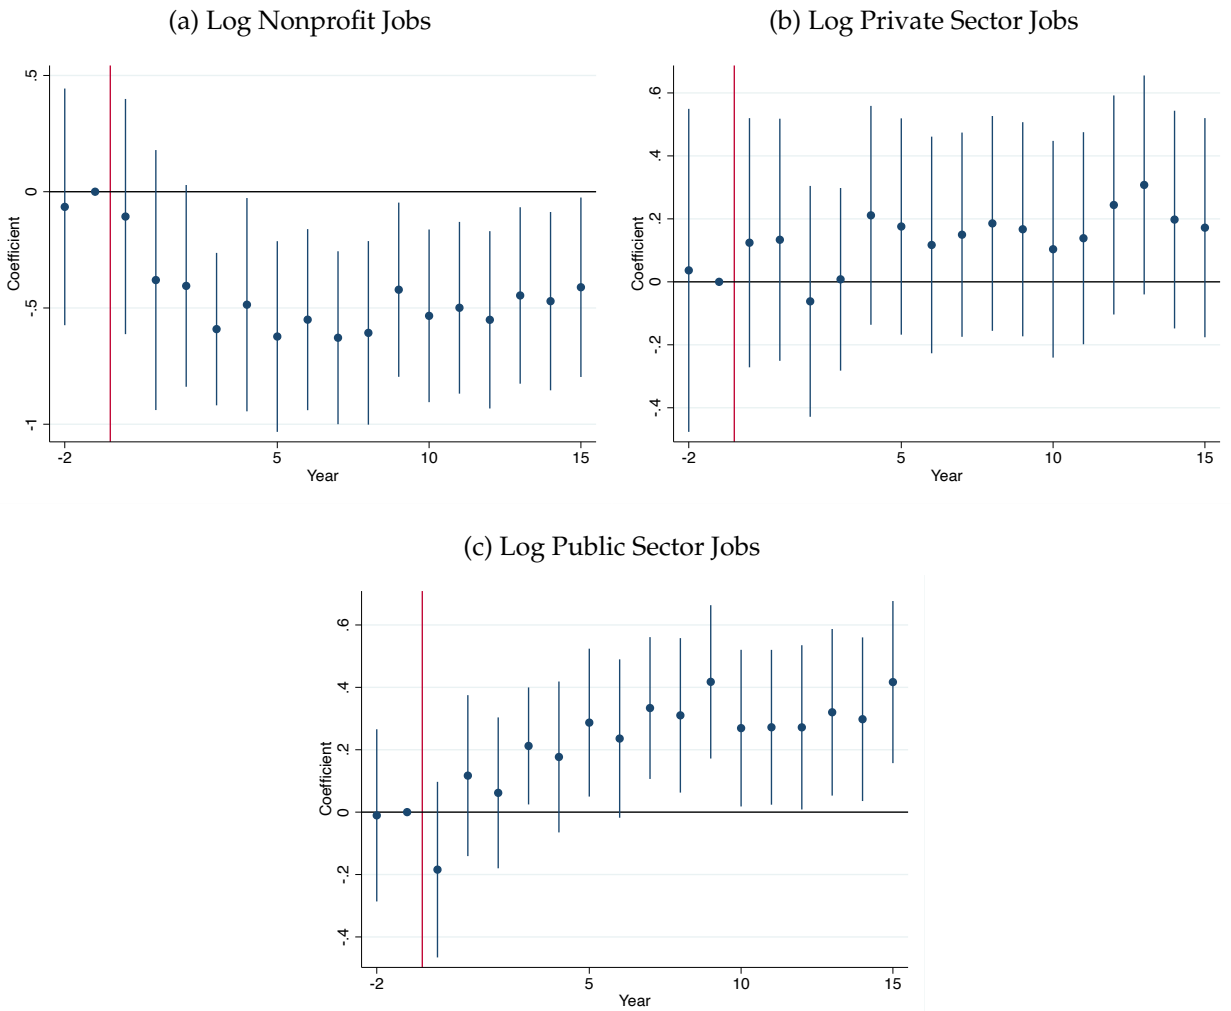 (a) Log Nonprofit Jobs
.5
0
-.5
-1
Coefficient
-2 5 10 15
Year
(b) Log Private Sector Jobs
.6
.4
.2
0
-.2
-.4
Coefficient
-2 5 10 15
Year
(c) Log Public Sector Jobs
.6
.4
.2
0
-.2
-.4
Coefficient
-2 5 10 15
Year